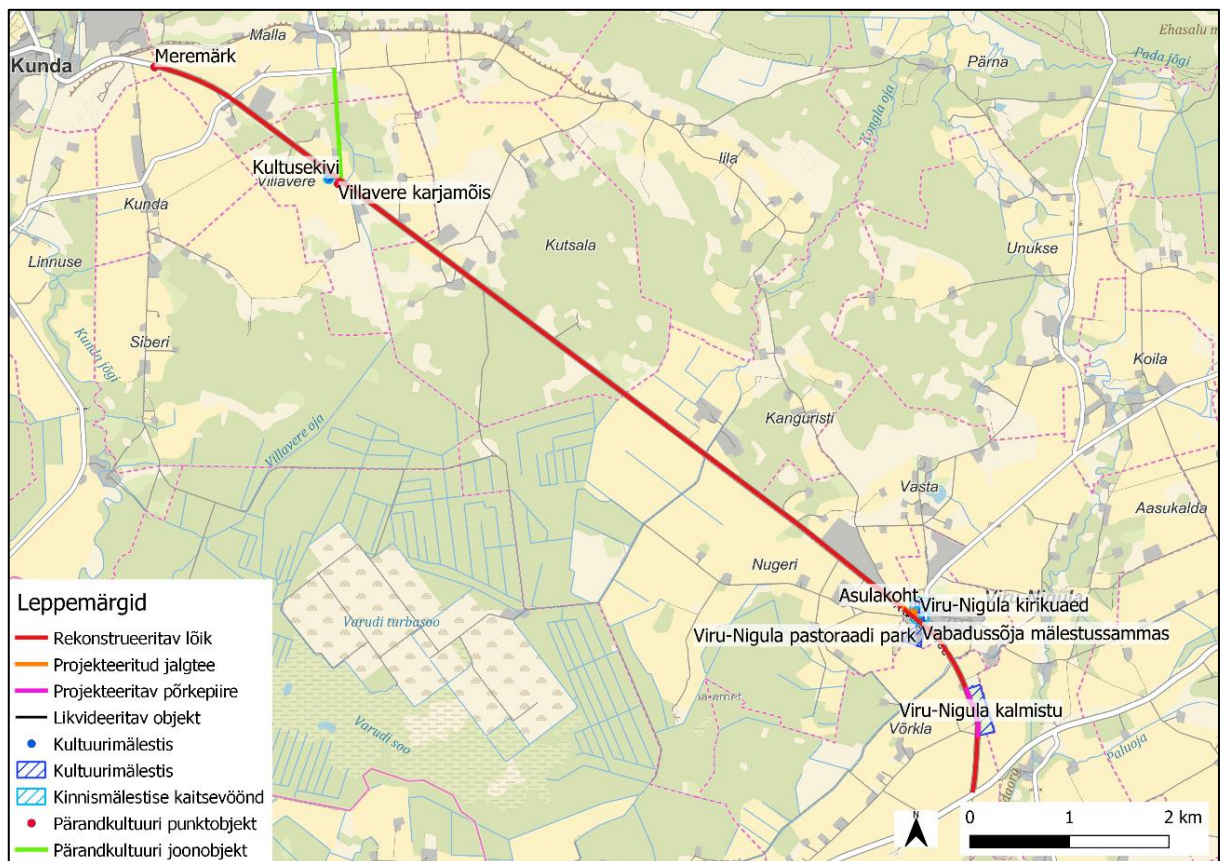 Malla
Ehasalu m
Meremärk
Kunda
Pärna
Pada jõgi
Kongla oja
Iila
Kultusekivi
Villavere
Villavere karjamõis
Kunda
Kutsala
Unukse
Linnuse
Kunda jõgi
Siberi
Koila
Kanguristi
Villavere oja
Vasta
Aasukalda
Nugeri
Asulakoht
Viru-Nigula
Viru-Nigula kirikuaed
Viru-Nigula pastoraadi park
Vabadussõja mälestussammas
Varudi turbasoo
Viru-Nigula kalmistu
Võrkla
Varudi soo
Paluoja
Leppemärgid
Rekonstrueeritav lõik
Projekteeritud jalgtee
Projekteeritav põrkepiire
Likvideeritav objekt
Kultuurimälestis
Kultuurimälestis
Kinnismälestise kaitsevöönd
Pärandkultuuri punktobjekt
Pärandkultuuri joonobjekt
N
0 1 2 km